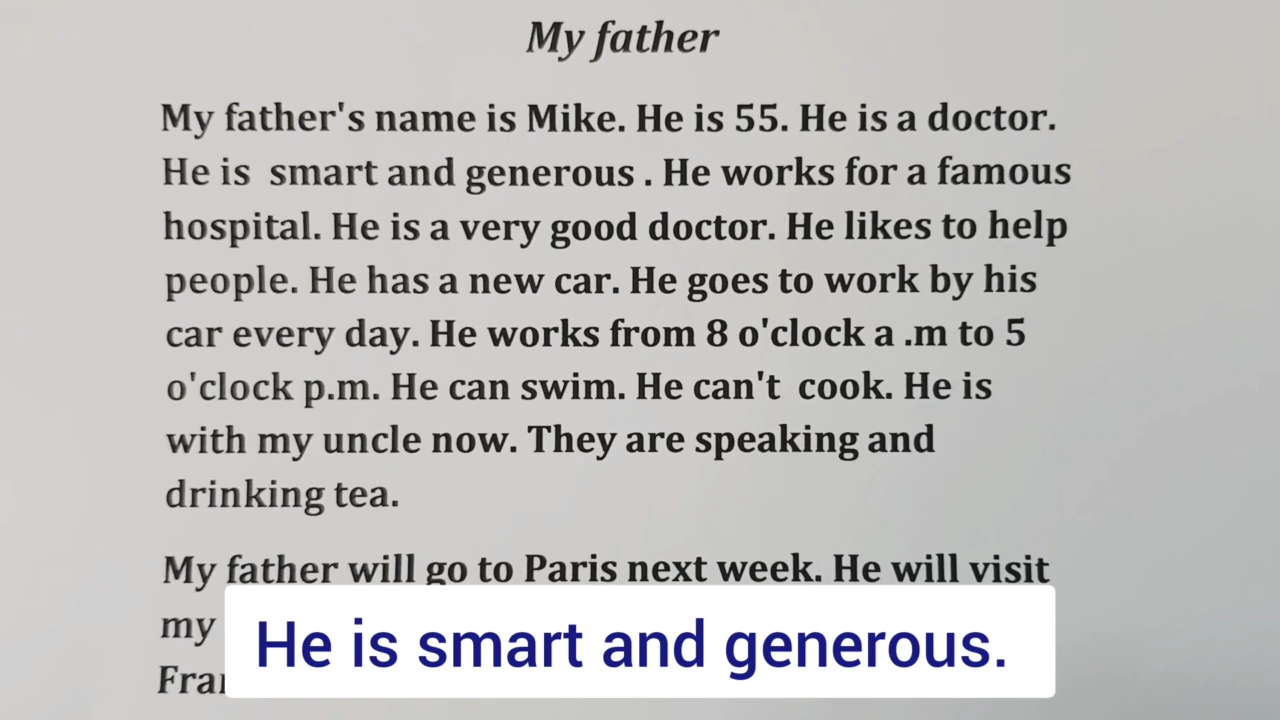 My father
My father's name is Mike. He is 55. He is a doctor.
He is smart and generous . He works for a famous
hospital. He is a very good doctor. He likes to help
people. He has a new car. He goes to work by his
car every day. He works from 8 o'clock a .m to 5
o'clock p.m. He can swim. He can't cook. He is
with my uncle now. They are speaking and
drinking tea.
My father will go to Paris next week. He will visit
my
He is smart and generous.